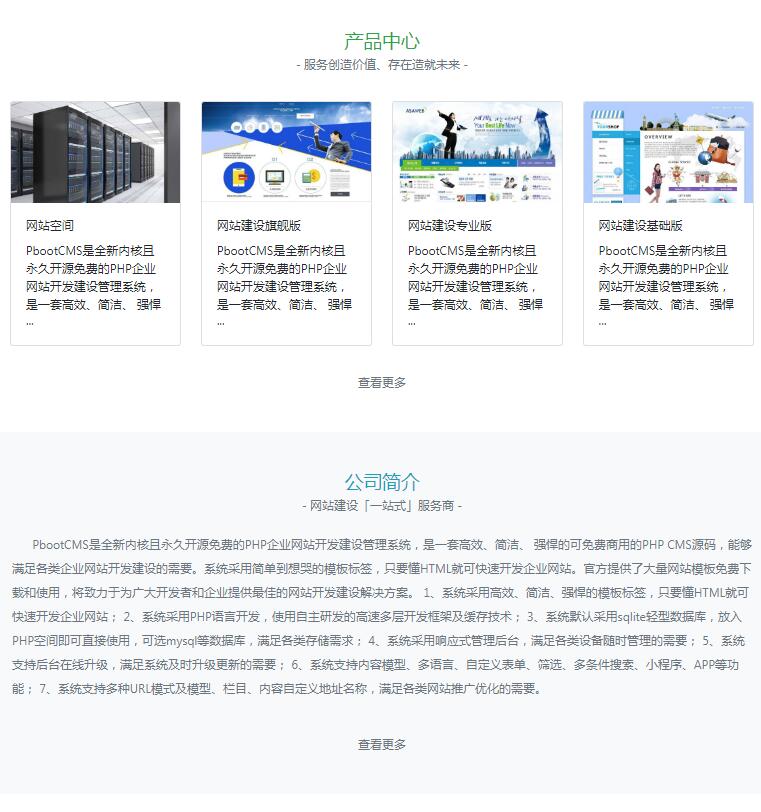 产品中心
- 服务创造价值、存在造就未来 -
网站空间
PbootCMS是全新内核且
永久开源免费的PHP企业
网站开发建设管理系统，
是一套高效、简洁、 强悍
...
网站建设旗舰版
PbootCMS是全新内核且
永久开源免费的PHP企业
网站开发建设管理系统，
是一套高效、简洁、 强悍
...
Your Best Life Now
网站建设专业版
PbootCMS是全新内核且
永久开源免费的PHP企业
网站开发建设管理系统，
是一套高效、简洁、 强悍
...
OVERVIEW
网站建设基础版
PbootCMS是全新内核且
永久开源免费的PHP企业
网站开发建设管理系统，
是一套高效、简洁、 强悍
...
查看更多
公司简介
- 网站建设「一站式」服务商 -
PbootCMS是全新内核且永久开源免费的PHP企业网站开发建设管理系统，是一套高效、简洁、 强悍的可免费商用的PHP CMS源码，能够
满足各类企业网站开发建设的需要。系统采用简单到想哭的模板标签，只要懂HTML就可快速开发企业网站。官方提供了大量网站模板免费下
载和使用，将致力于为广大开发者和企业提供最佳的网站开发建设解决方案。 1、系统采用高效、简洁、强悍的模板标签，只要懂HTML就可
快速开发企业网站； 2、系统采用PHP语言开发，使用自主研发的高速多层开发框架及缓存技术； 3、系统默认采用sqlite轻型数据库，放入
PHP空间即可直接使用，可选mysql等数据库，满足各类存储需求； 4、系统采用响应式管理后台，满足各类设备随时管理的需要； 5、系统
支持后台在线升级，满足系统及时升级更新的需要； 6、系统支持内容模型、多语言、自定义表单、筛选、多条件搜索、小程序、APP等功
能； 7、系统支持多种URL模式及模型、栏目、内容自定义地址名称，满足各类网站推广优化的需要。
查看更多